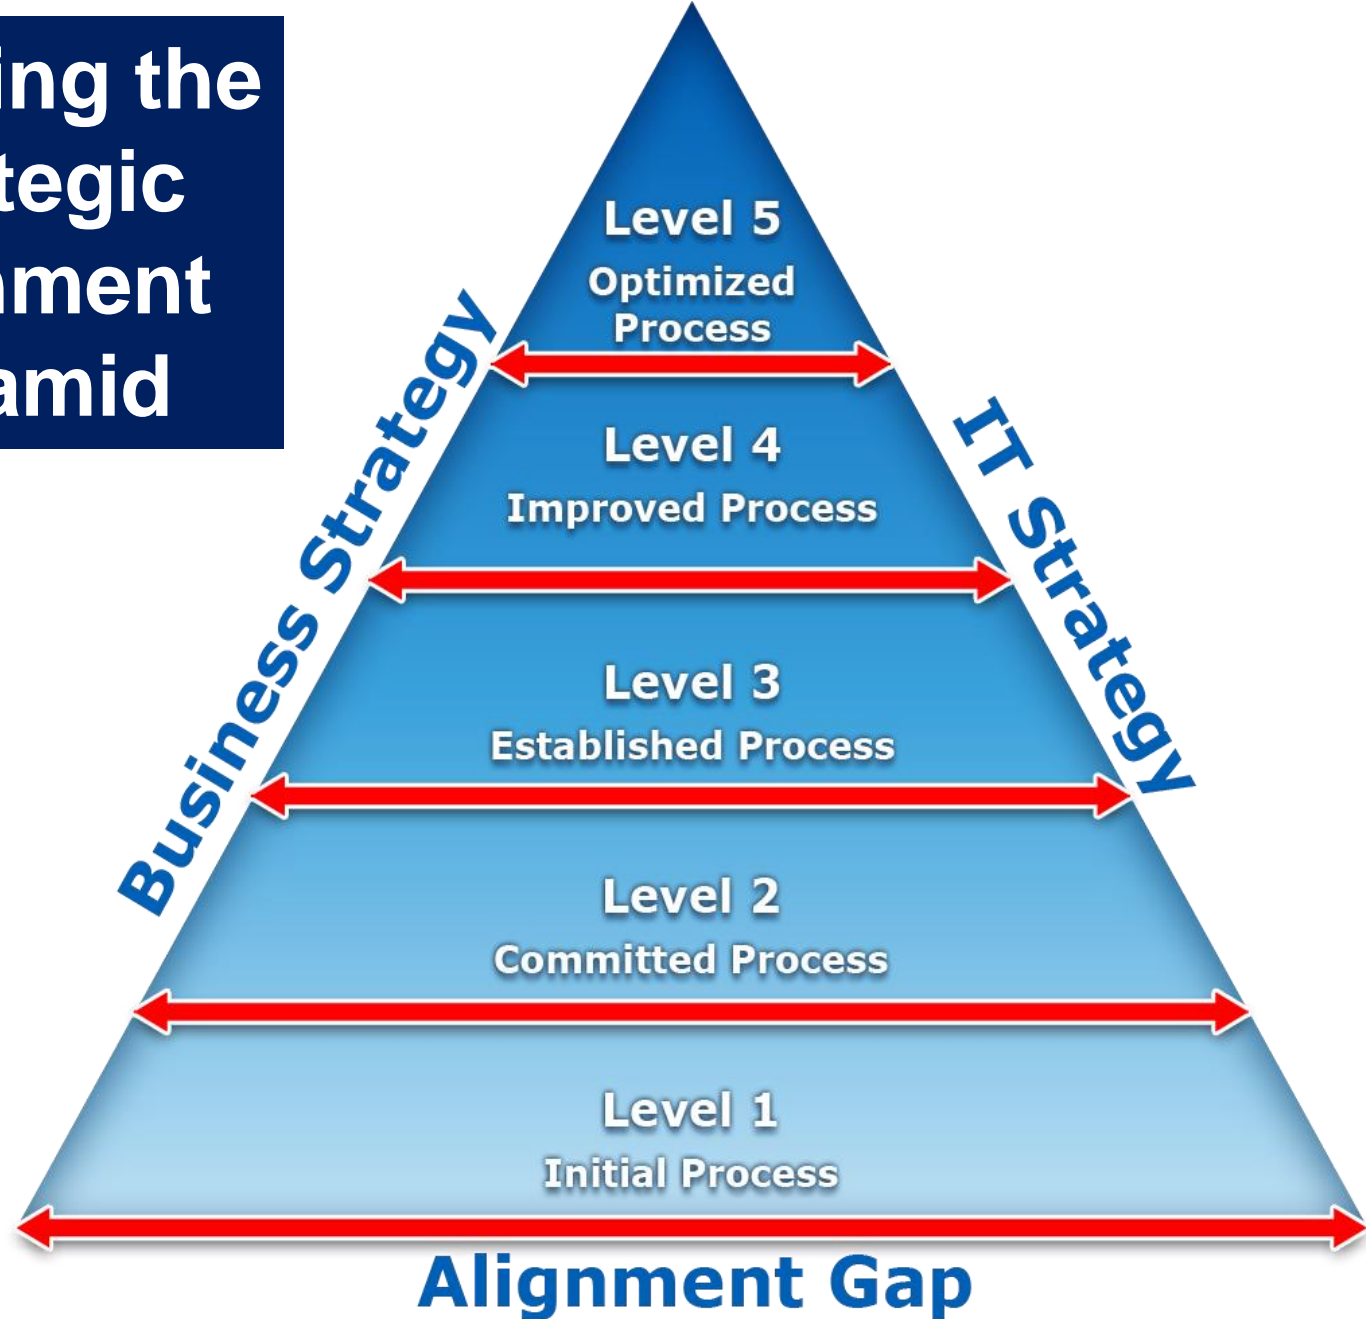 ing the
tegic
nment
amid
Level 5
Optimized
Process
Business Strategy
IT Strategy
Level 4
Improved Process
Level 3
Established Process
Level 2
Committed Process
Level 1
Initial Process
Alignment Gap